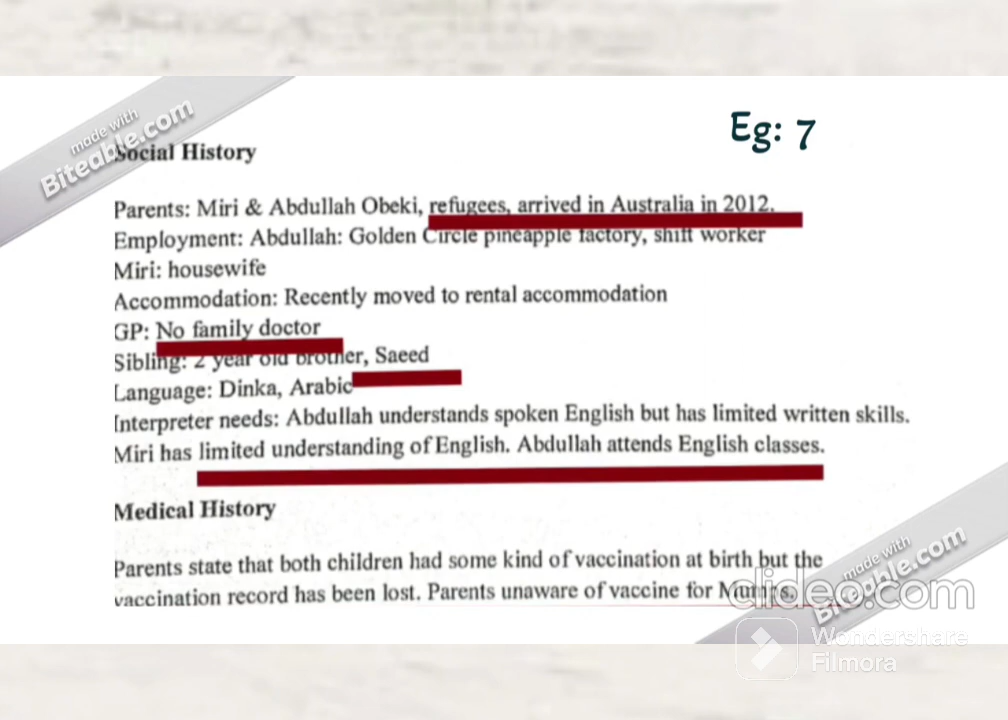 made with
Biteable.com
Eg: 7
Social History
Parents: Miri & Abdullah Obeki, refugees, arrived in Australia in 2012.
Employment: Abdullah: Golden Circle pineapple factory, shift worker
Miri: housewife
Accommodation: Recently moved to rental accommodation
GP: No family doctor
Sibling: 2 year old brother, Saeed
Language: Dinka, Arabic
Interpreter needs: Abdullah understands spoken English but has limited written skills.
Miri has limited understanding of English. Abdullah attends English classes.
Medical History
Parents state that both children had some kind of vaccination at birth but the
vaccination record has been lost. Parents unaware of vaccine for Mumps.
made with
Biteable.com
clideo.com
Wondershare
Filmora